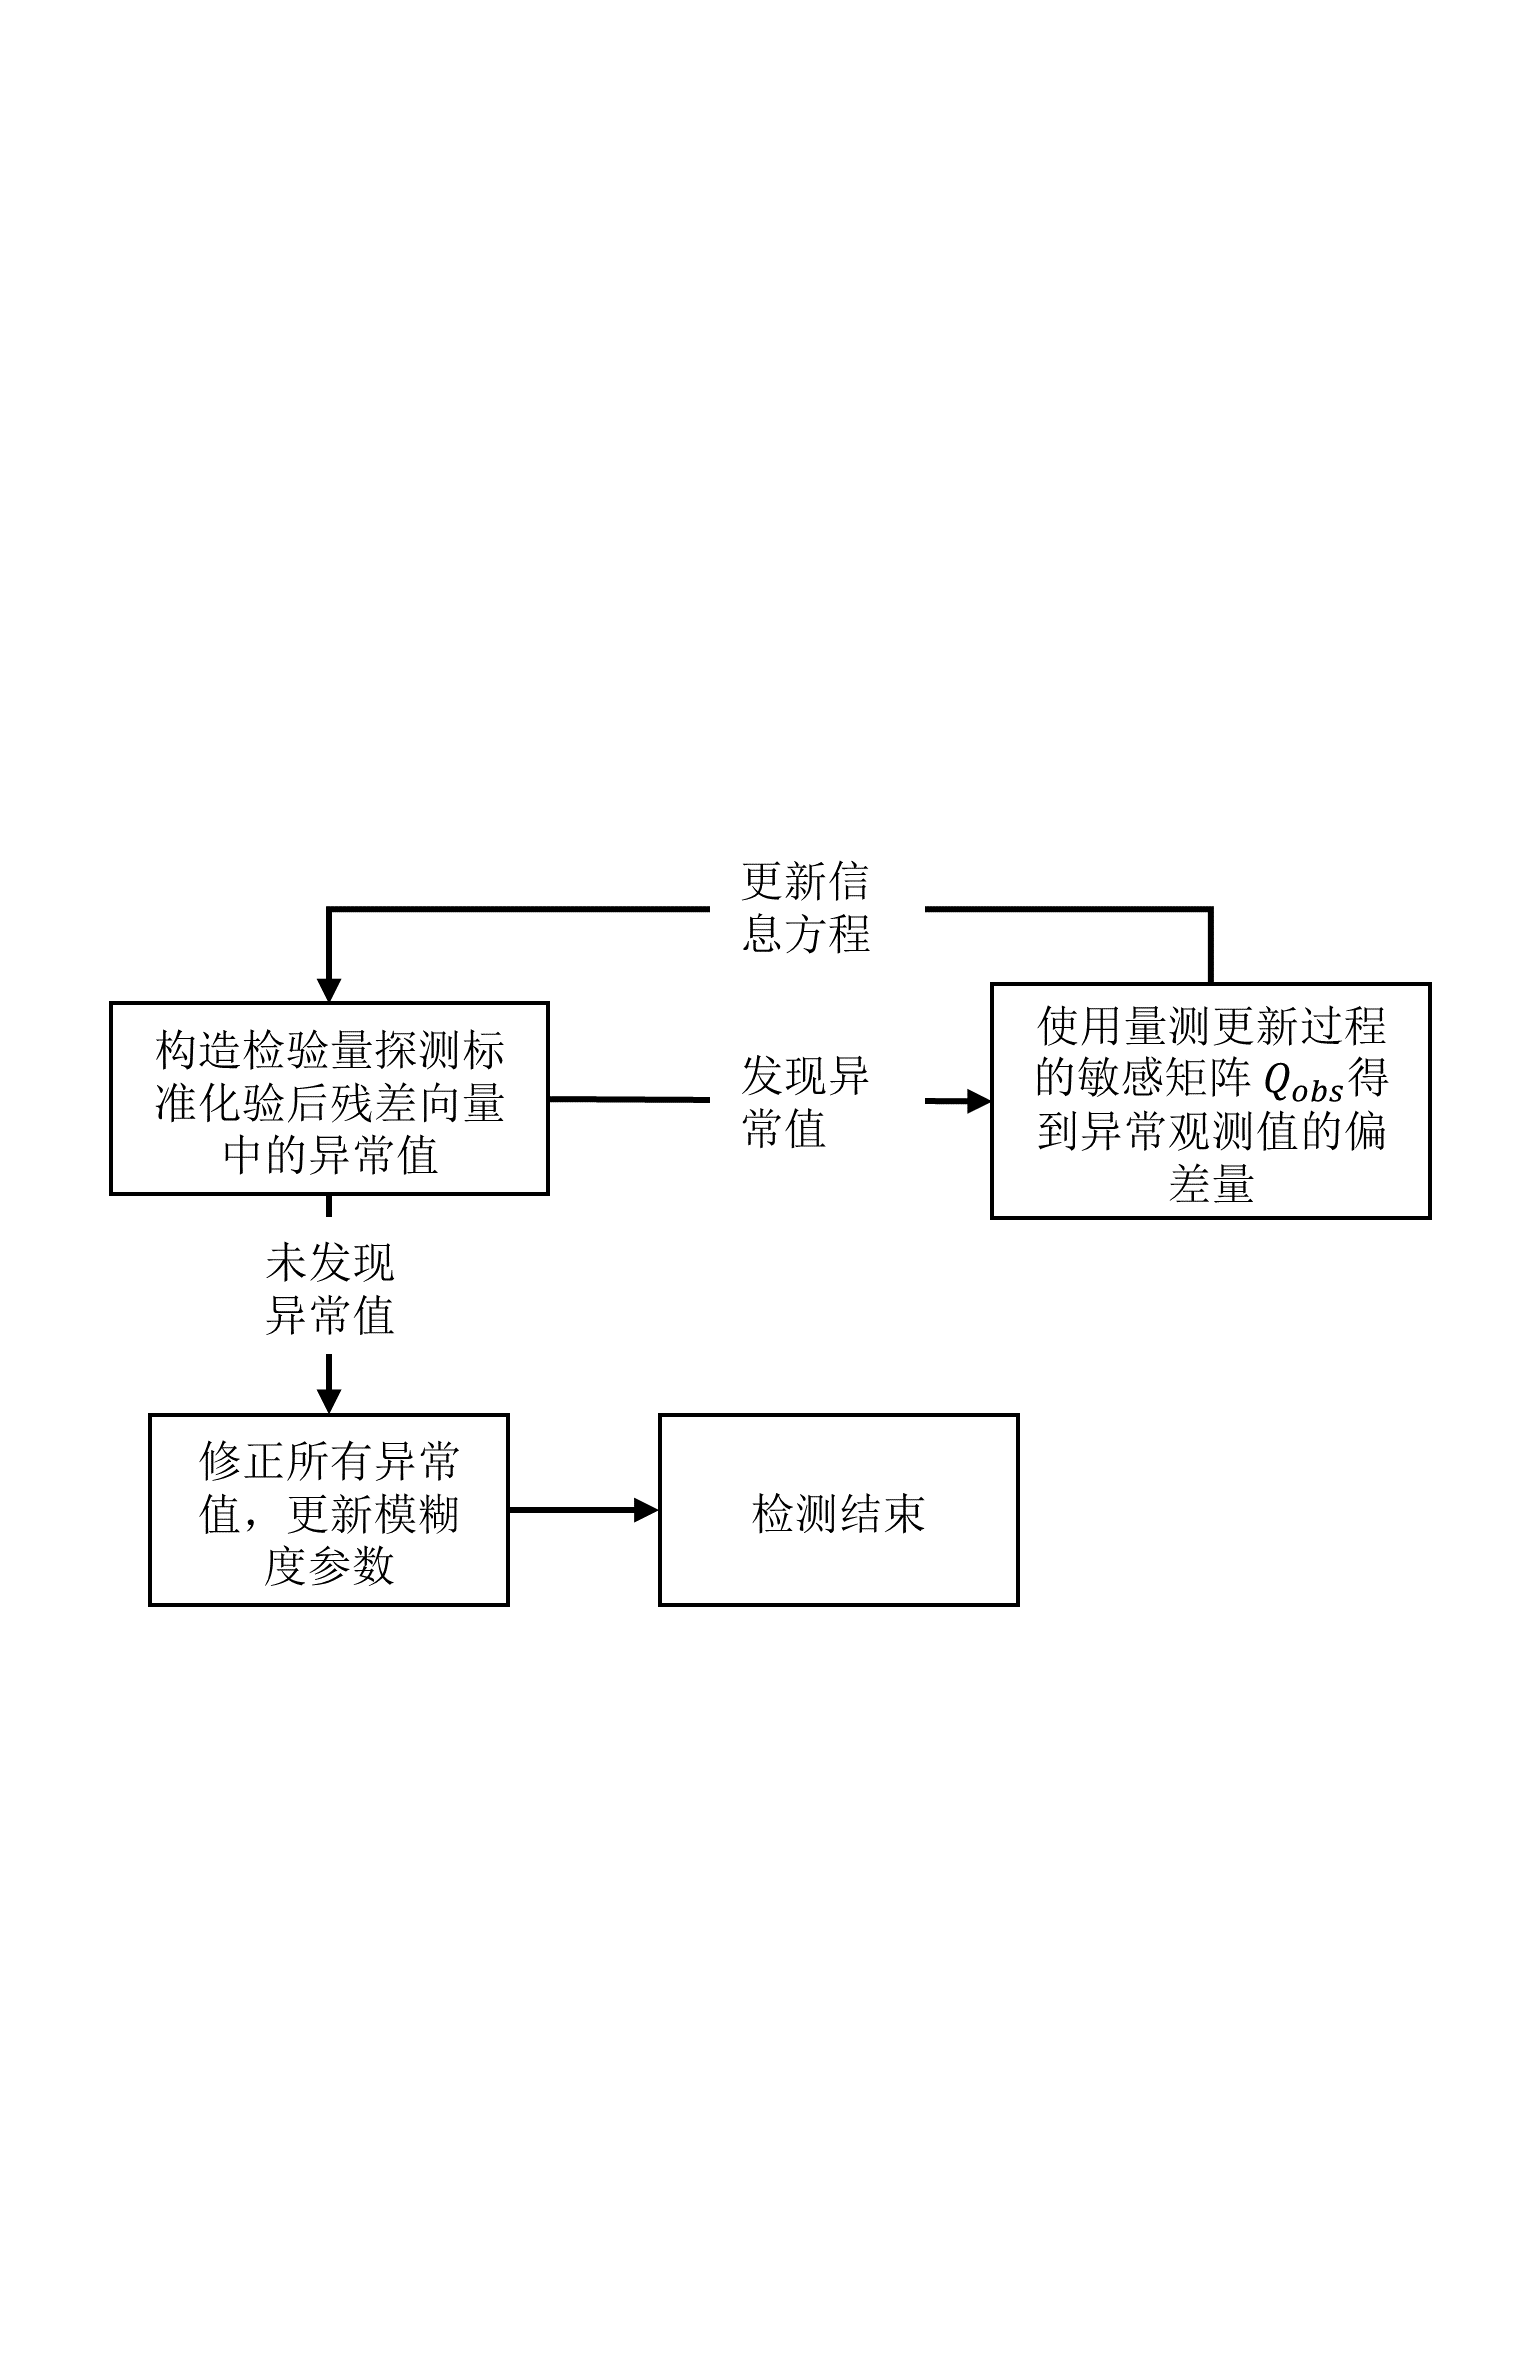 更新信
息方程
构造检验量探测标
准化验后残差向量
中的异常值
发现异
常值
使用量测更新过程
的敏感矩阵 Qobs得
到异常观测值的偏
差量
未发现
异常值
修正所有异常
值，更新模糊
度参数
检测结束